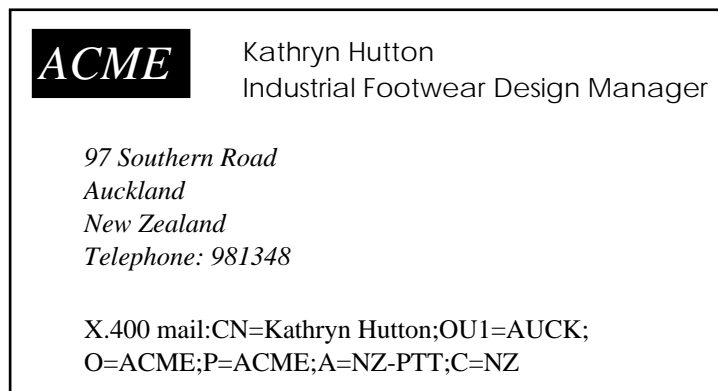 ACME
Kathryn Hutton
Industrial Footwear Design Manager
97 Southern Road
Auckland
New Zealand
Telephone: 981348
X.400 mail:CN=Kathryn Hutton;OU1=AUCK;
O=ACME;P=ACME;A=NZ-PTT;C=NZ